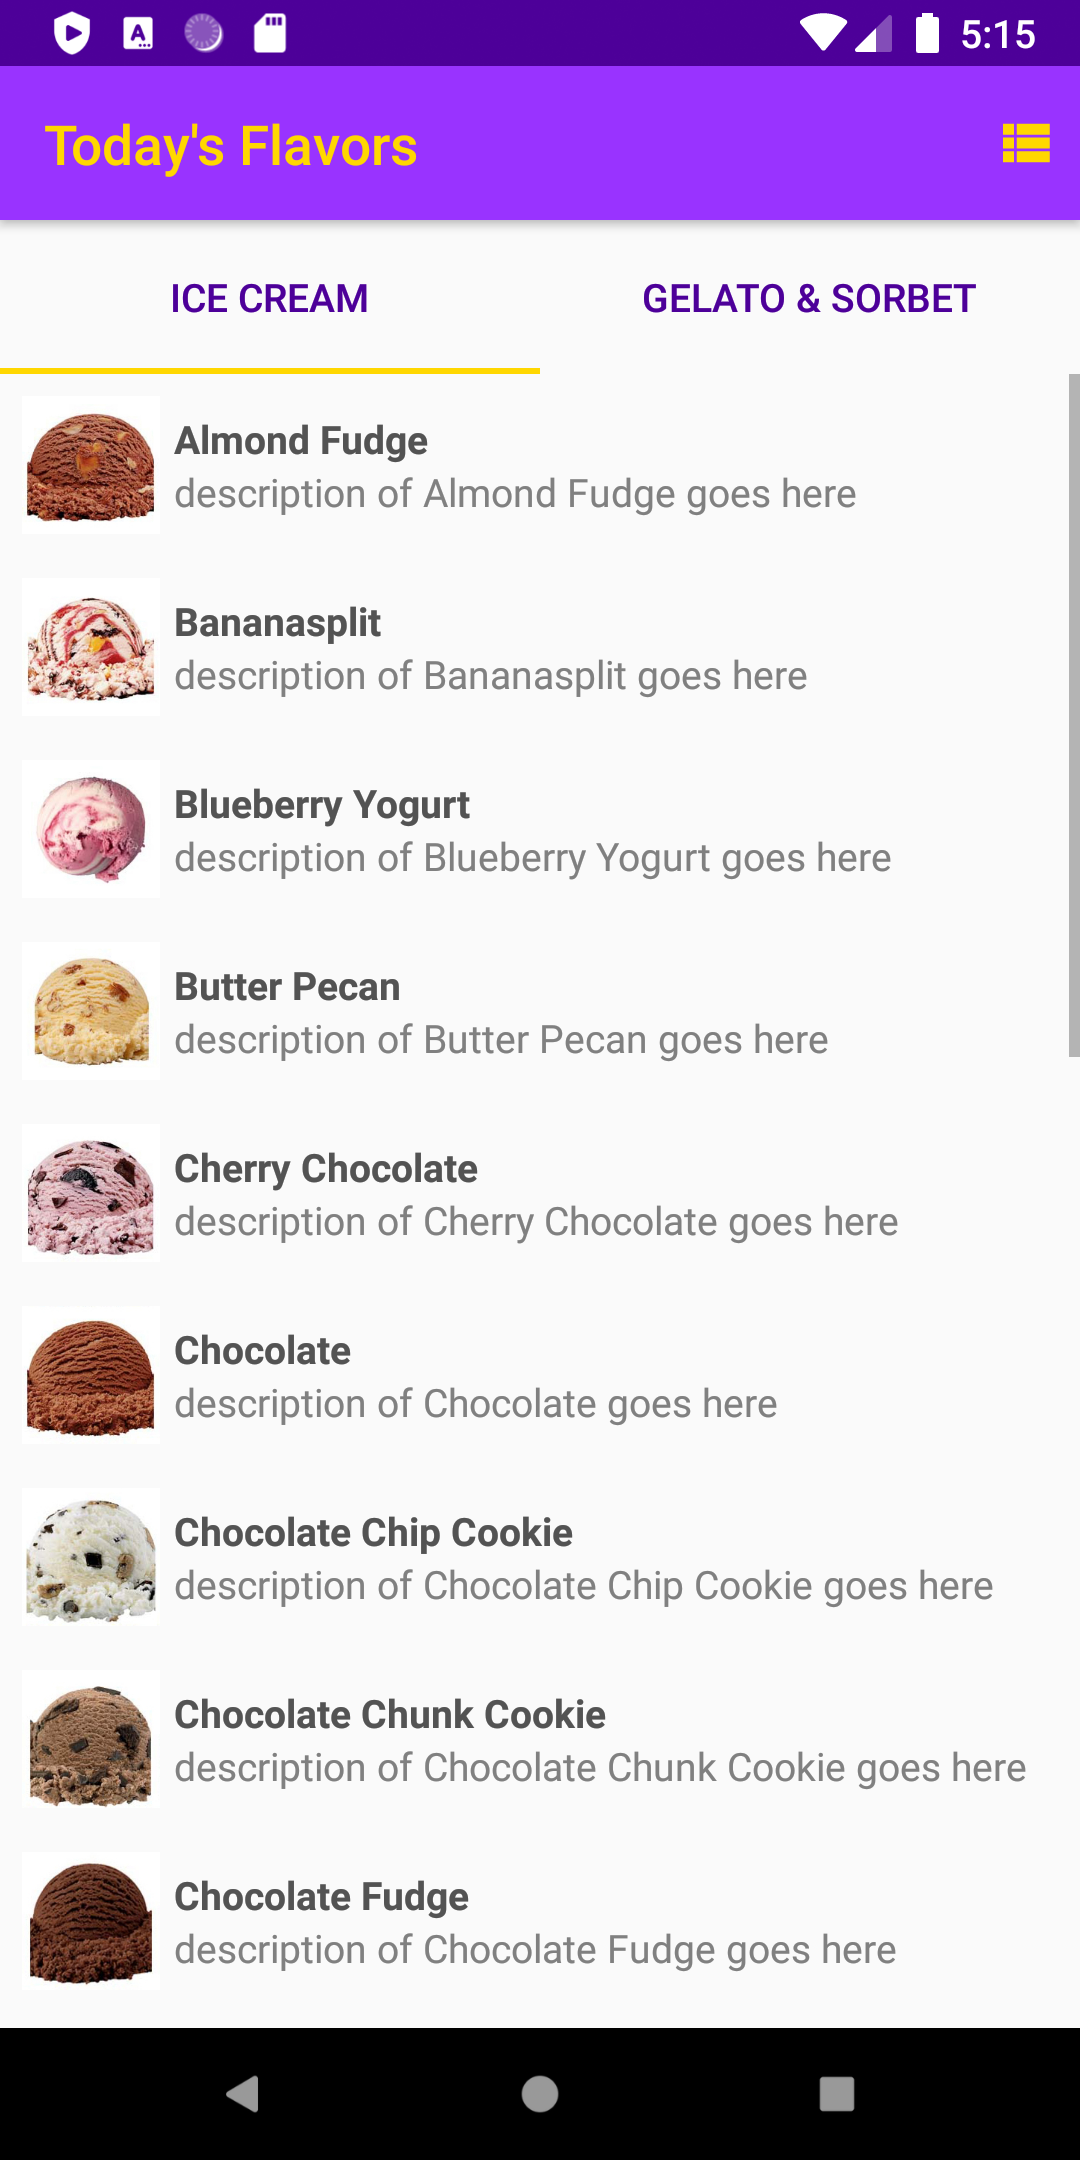 5:15
Today's Flavors
ICE CREAM
GELATO & SORBET
Almond Fudge
description of Almond Fudge goes here
Bananasplit
description of Bananasplit goes here
Blueberry Yogurt
description of Blueberry Yogurt goes here
Butter Pecan
description of Butter Pecan goes here
Cherry Chocolate
description of Cherry Chocolate goes here
Chocolate
description of Chocolate goes here
Chocolate Chip Cookie
description of Chocolate Chip Cookie goes here
Chocolate Chunk Cookie
description of Chocolate Chunk Cookie goes here
Chocolate Fudge
description of Chocolate Fudge goes here